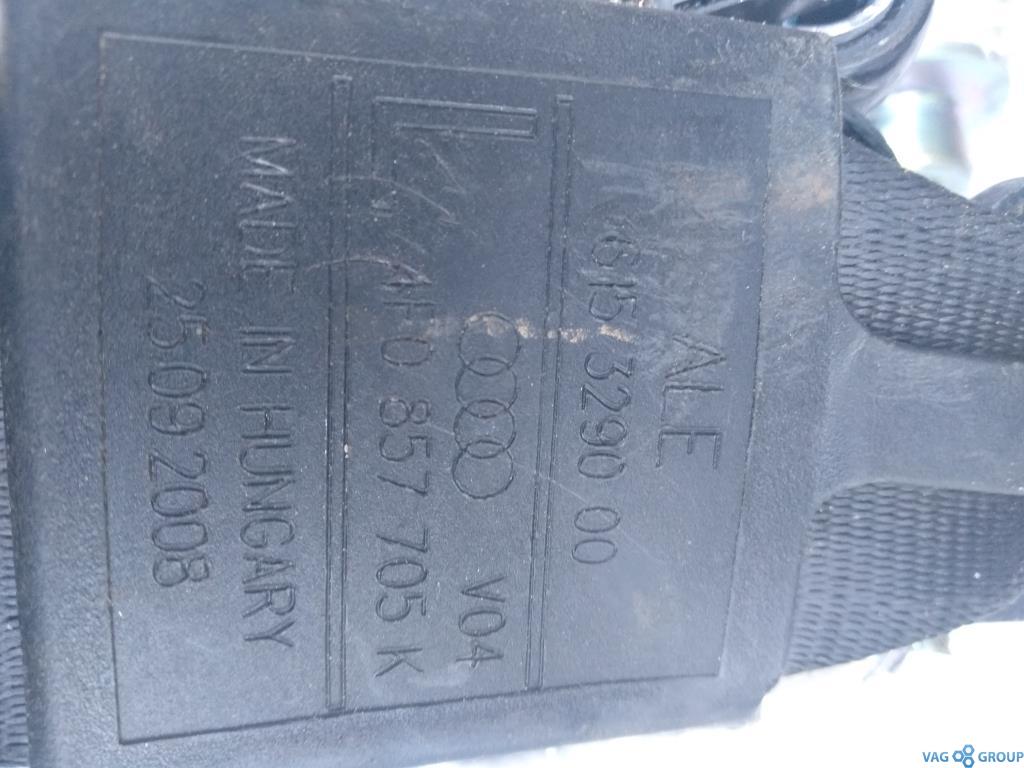 ALE
615 3290 00
V04
4F0 857 705 K
MADE IN HUNGARY
25 09 2008
VAG GROUP